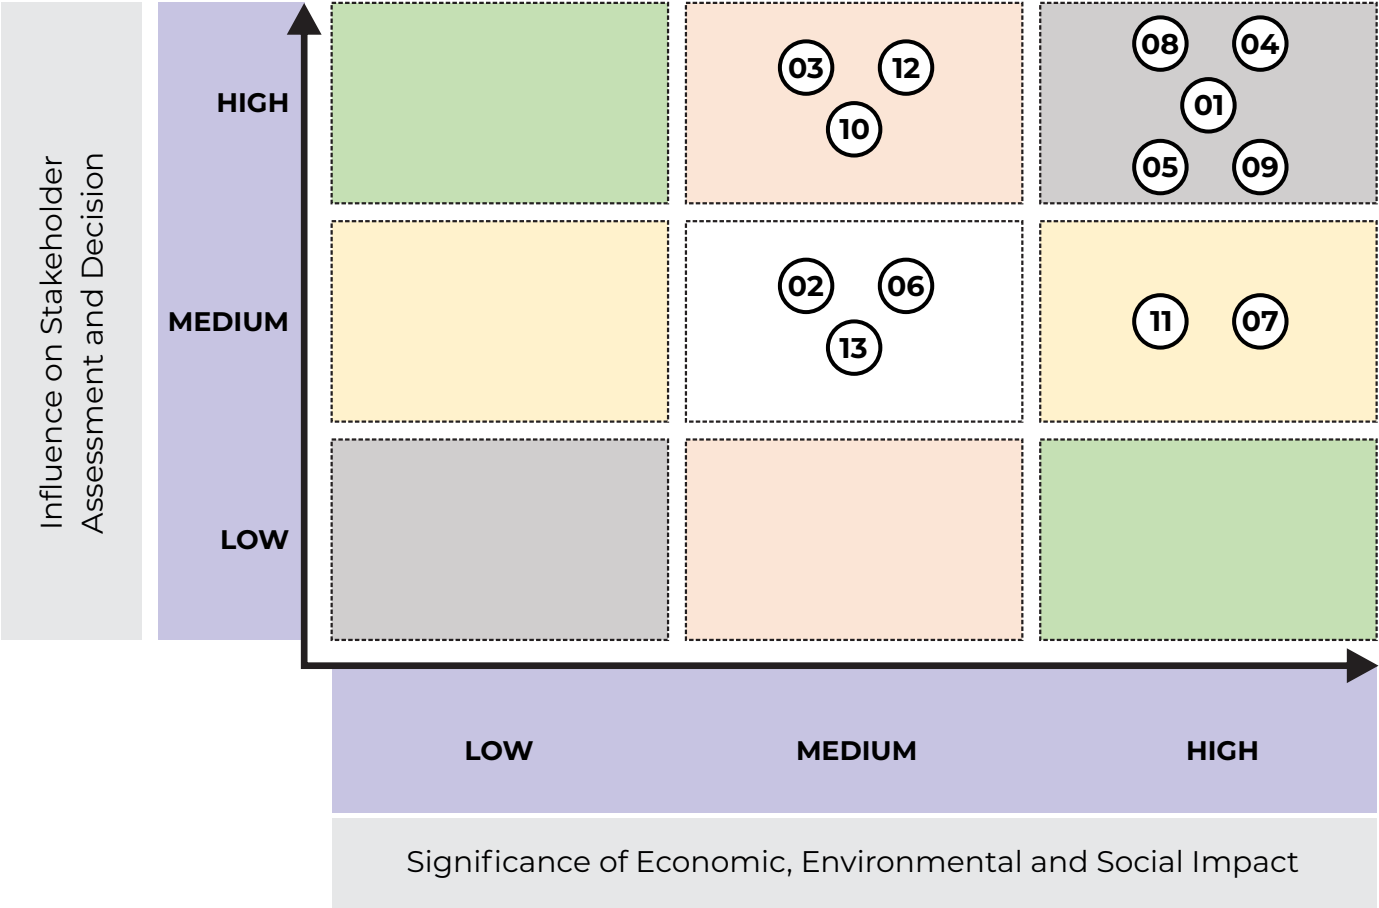 Influence on Stakeholder
Assessment and Decision
HIGH
MEDIUM
LOW
03
12
10
08
04
01
05
09
02
06
13
11
07
LOW
MEDIUM
HIGH
Significance of Economic, Environmental and Social Impact